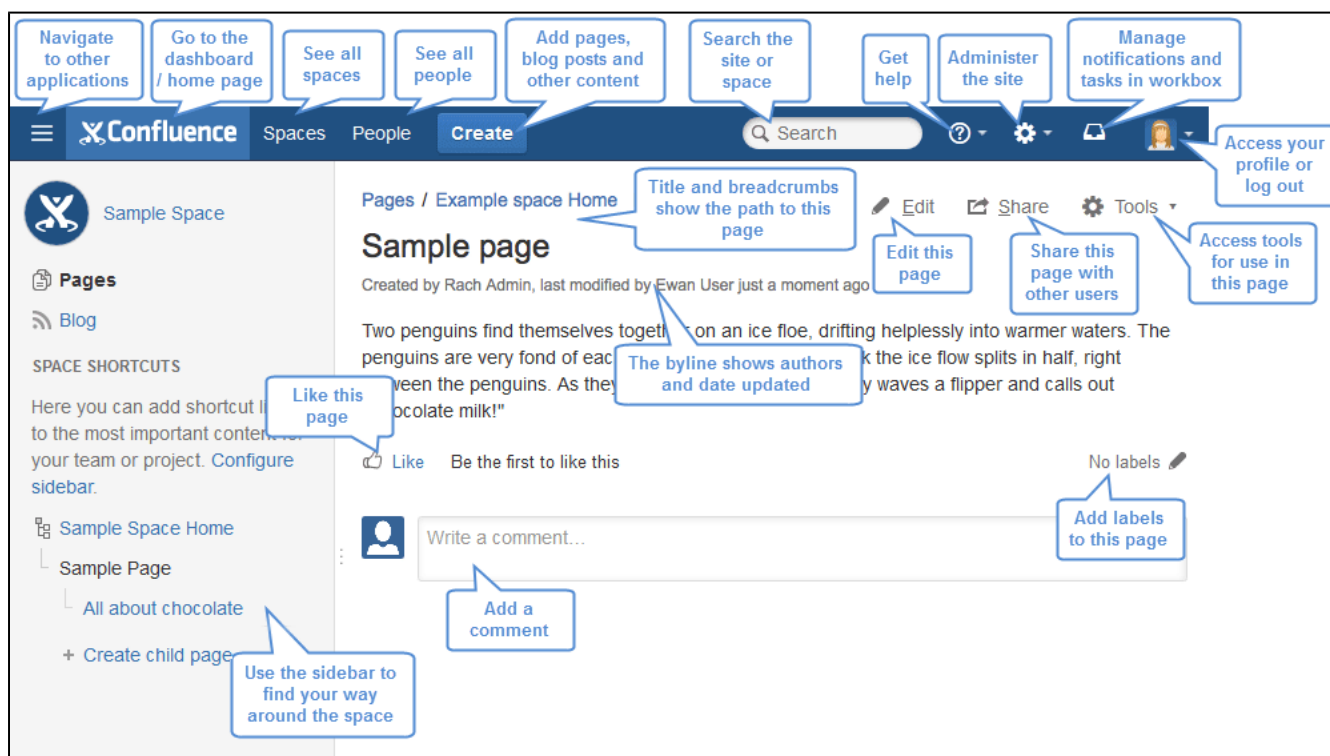 Navigate
to other
applications
Go to the
dashboard
/ home page
See all
spaces
See all
people
Add pages,
blog posts and
other content
Search the
site or
space
Get
help
Administer
the site
Manage
notifications and
tasks in workbox
Confluence
Spaces
People
Create
Search
Access your
profile or
log out
Sample Space
Pages
Blog
SPACE SHORTCUTS
Here you can add shortcut li
to the most important content for
your team or project. Configure
sidebar.
Sample Space Home
Sample Page
All about chocolate
+ Create child page
Use the sidebar to
find your way
around the space
Pages / Example space Home
Title and breadcrumbs
show the path to this
page
Edit
Share
Tools
Edit this
page
Share this
page with
other users
Access tools
for use in
this page
Sample page
Created by Rach Admin, last modified by Ewan User just a moment ago
Two penguins find themselves together on an ice floe, drifting helplessly into warmer waters. The
penguins are very fond of eac k the ice flow splits in half, right
ween the penguins. As they y waves a flipper and calls out
ocolate milk!"
The byline shows authors
and date updated
Like this
page
Like
Be the first to like this
No labels
Add labels
to this page
Write a comment...
Add a
comment